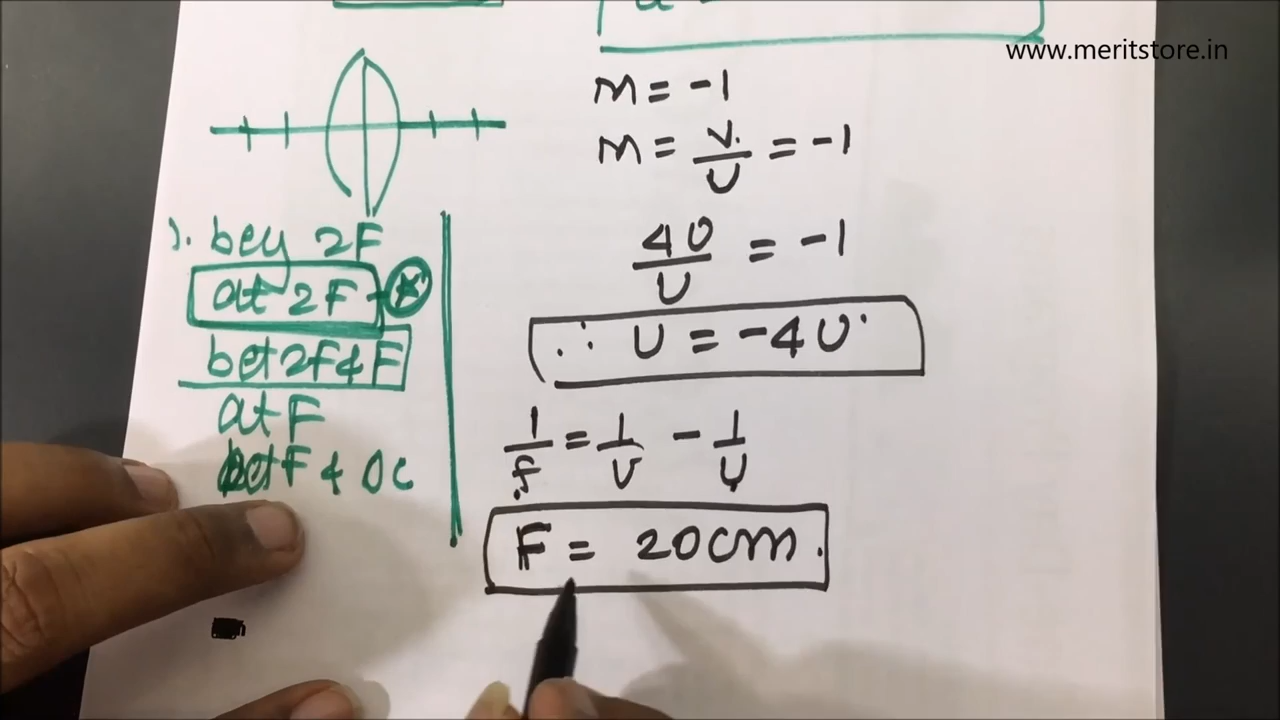 www.meritstore.in
m = -1
m = v/u = -1
40/u = -1
∴ u = -40
1/f = 1/v - 1/u
F = 20cm.
1. bey 2F
at 2F
bet 2F & F
at F
bet F & OC